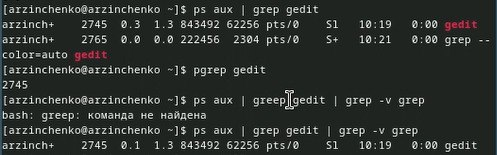 [arzinchenko@arzinchenko ~]$ ps aux | grep gedit
arzinch+    2745  0.3  1.3 843492 62256 pts/0    Sl   10:19   0:00 gedit
arzinch+    2765  0.0  0.0 222456  2304 pts/0    S+   10:21   0:00 grep --
color=auto gedit
[arzinchenko@arzinchenko ~]$ pgrep gedit
2745
[arzinchenko@arzinchenko ~]$ ps aux | greep gedit | grep -v grep
bash: greep: команда не найдена
[arzinchenko@arzinchenko ~]$ ps aux | grep gedit | grep -v grep
arzinch+    2745  0.1  1.3 843492 62256 pts/0    Sl   10:19   0:00 gedit